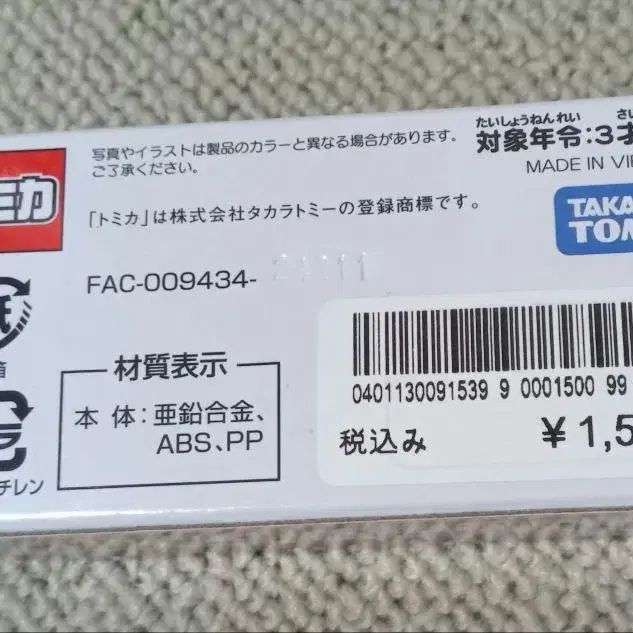 写真やイラストは製品のカラーと異なる場合があります。
ご了承ください。
たいしょうねんれい
対象年令:3才
MADE IN VIE
ミカ
「トミカ」は株式会社タカラトミーの登録商標です。
TAKA
TOM
FAC-009434-
材質表示
本 体:亜鉛合金、
ABS、PP
チレン
0401130091539 9 0001500 99
税込み ¥1,5